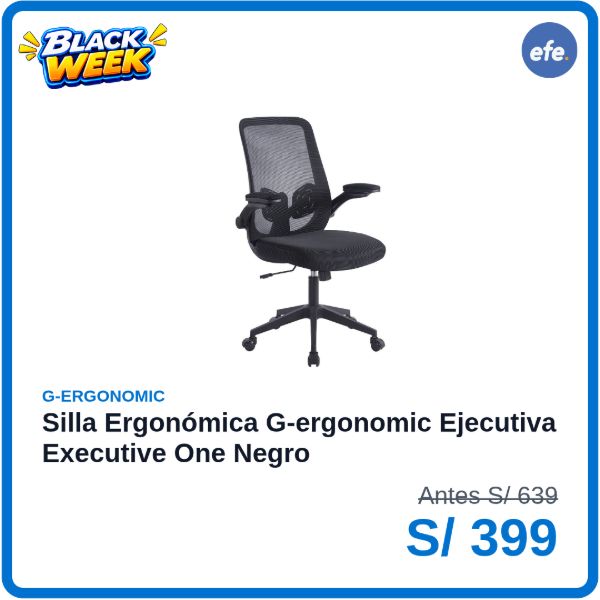 BLACK
WEEK
efe.
G-ERGONOMIC
Silla Ergonómica G-ergonomic Ejecutiva
Executive One Negro
Antes S/ 639
S/ 399